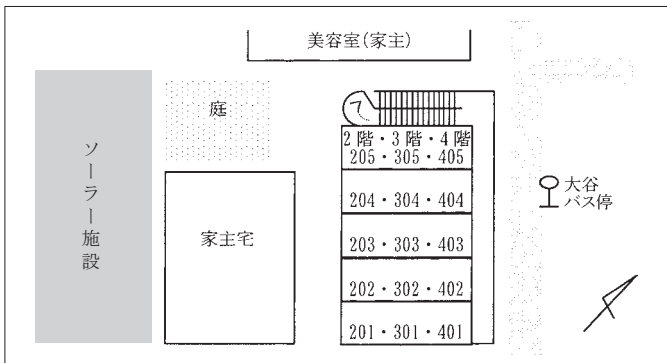 美容室(家主)
庭
ソーラー施設
2階・3階・4階
205・305・405
204・304・404
203・303・403
202・302・402
201・301・401
家主宅
大谷
バス停